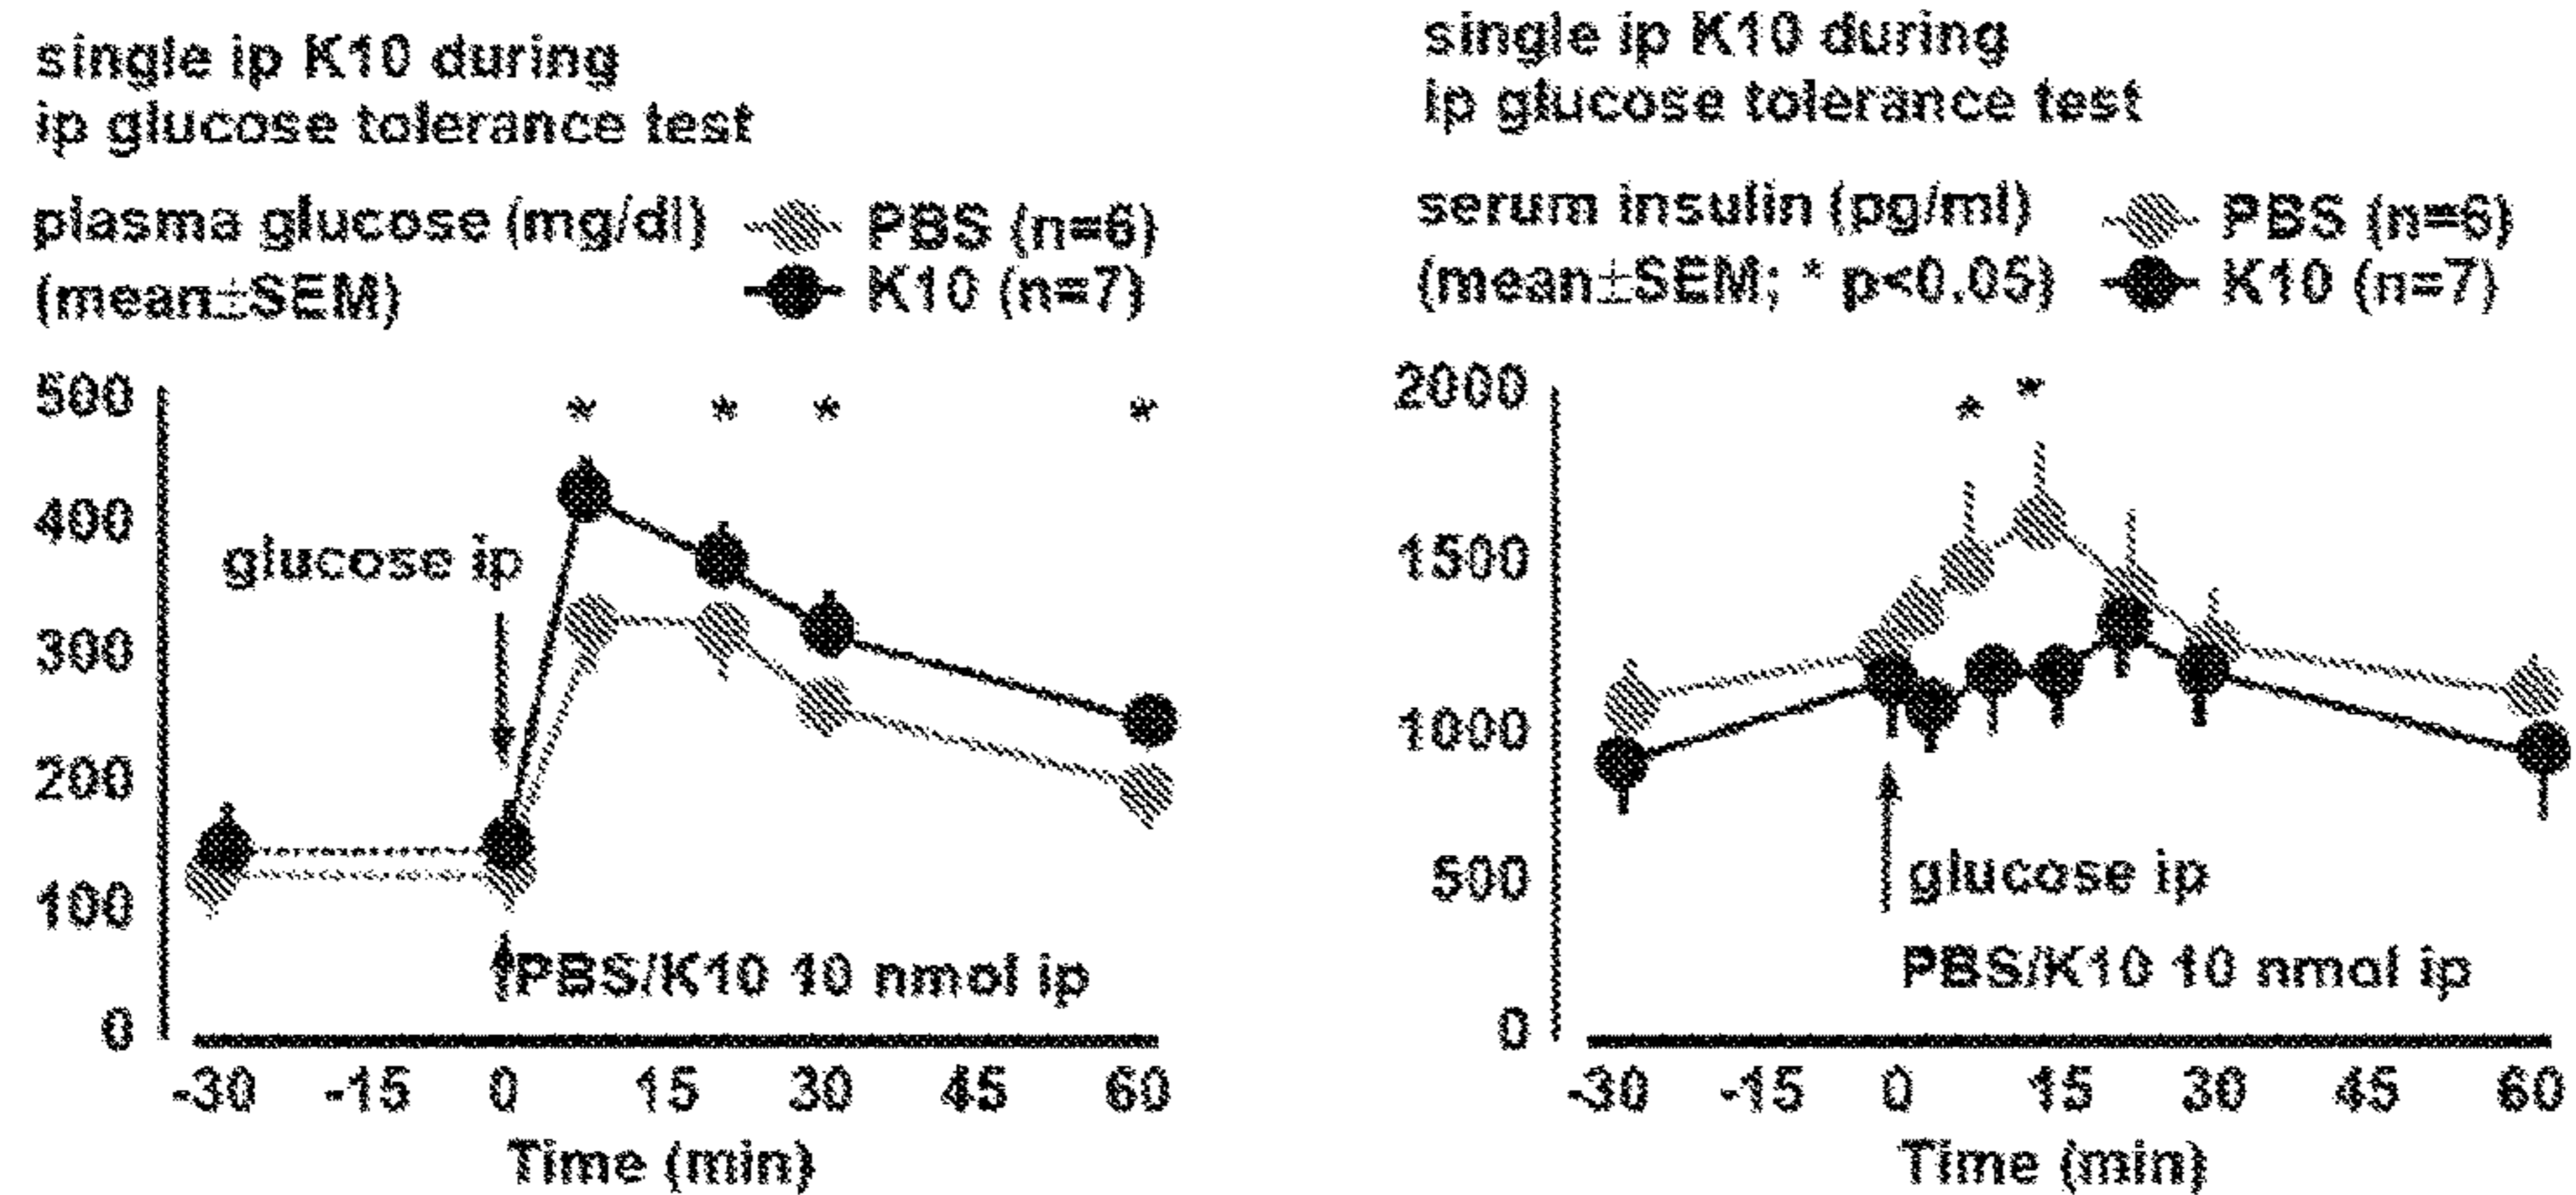 single ip K10 during
ip glucose tolerance test
plasma glucose (mg/dl)
(mean±SEM)
PBS (n=6)
K10 (n=7)
500
400
300
200
100
0
* * * *
glucose ip
PBS/K10 10 nmol ip
-30 -15 0 15 30 45 60
Time (min)
single ip K10 during
ip glucose tolerance test
serum insulin (pg/ml)
(mean±SEM; * p<0.05)
PBS (n=6)
K10 (n=7)
2000
1500
1000
500
0
* *
glucose ip
PBS/K10 10 nmol ip
-30 -15 0 15 30 45 60
Time (min)